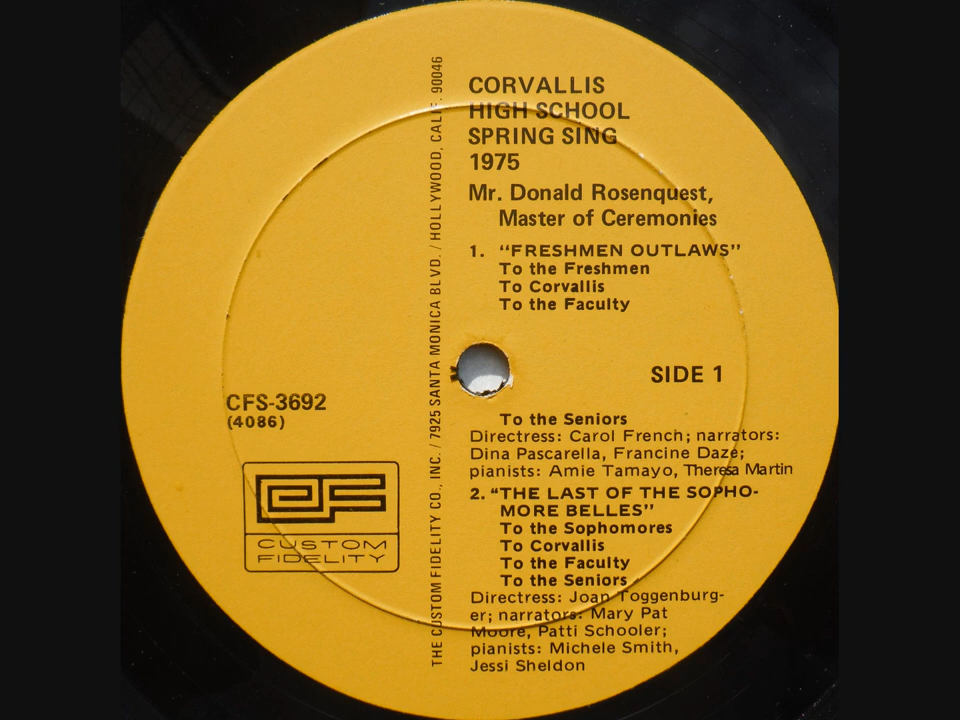 CORVALLIS
HIGH SCHOOL
SPRING SING
1975
Mr. Donald Rosenquest,
Master of Ceremonies
1. “FRESHMEN OUTLAWS”
To the Freshmen
To Corvallis
To the Faculty
SIDE 1
To the Seniors
Directress: Carol French; narrators:
Dina Pascarella, Francine Daze;
pianists: Amie Tamayo, Theresa Martin
2. “THE LAST OF THE SOPHO-
MORE BELLES”
To the Sophomores
To Corvallis
To the Faculty
To the Seniors
Directress: Joan Toggenburg-
er; narrators: Mary Pat
Moore, Patti Schooler;
pianists: Michele Smith,
Jessi Sheldon
CFS-3692
(4086)
CF
CUSTOM
FIDELITY
THE CUSTOM FIDELITY CO., INC. / 7925 SANTA MONICA BLVD. / HOLLYWOOD, CALIF. 90046